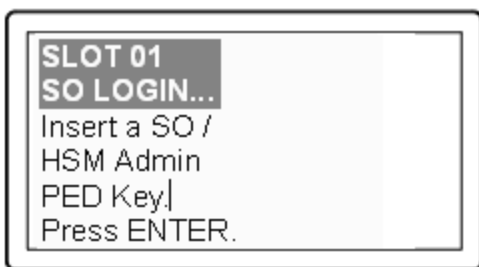 SLOT 01
SO LOGIN...
Insert a SO /
HSM Admin
PED Key.
Press ENTER.